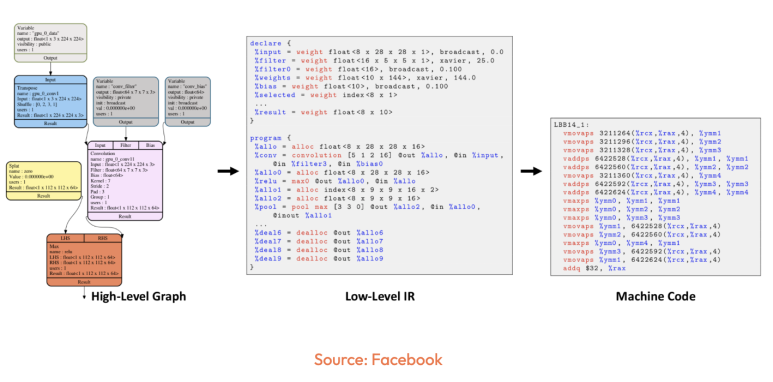 Variable
name : "gpu_0_data"
output : float<1 x 3 x 224 x 224>
visibility : public
users : 1
Output
Input
Transpose
name : gpu_0_conv1
Input : float<1 x 3 x 224 x 224>
Shuffle : [0, 2, 3, 1]
users : 1
Result : float<1 x 224 x 224 x 3>
Result
Variable
name : "conv_filter"
output : float<64 x 7 x 7 x 3>
visibility : private
init : broadcast
val : 0.000000e+00
users : 1
Output
Variable
name : "conv_bias"
output : float<64>
visibility : private
init : broadcast
val : 0.000000e+00
users : 1
Output
Input Filter Bias
Convolution
name : gpu_0_conv11
Input : float<1 x 224 x 224 x 3>
Filter : float<64 x 7 x 7 x 3>
Bias : float<64>
Kernel : 7
Stride : 2
Pad : 3
Group : 1
users : 1
Result : float<1 x 112 x 112 x 64>
Result
Splat
name : zero
Value : 0.000000e+00
users : 1
Result : float<1 x 112 x 112 x 64>
Result
LHS RHS
Max
name : relu
LHS : float<1 x 112 x 112 x 64>
RHS : float<1 x 112 x 112 x 64>
users : 1
Result : float<1 x 112 x 112 x 64>
Result
High-Level Graph
declare {
%input = weight float<8 x 28 x 28 x 1>, broadcast, 0.0
%filter = weight float<16 x 5 x 5 x 1>, xavier, 25.0
%filter0 = weight float<16>, broadcast, 0.100
%weights = weight float<10 x 144>, xavier, 144.0
%bias = weight float<10>, broadcast, 0.100
%selected = weight index<8 x 1>
...
%result = weight float<8 x 10>
}
program {
%allo = alloc float<8 x 28 x 28 x 16>
%conv = convolution [5 1 2 16] @out %allo, @in %input,
@in %filter3, @in %bias0
%allo0 = alloc float<8 x 28 x 28 x 16>
%relu = max0 @out %allo0, @in %allo
%allo1 = alloc index<8 x 9 x 9 x 16 x 2>
%allo2 = alloc float<8 x 9 x 9 x 16>
%pool = pool max [3 3 0] @out %allo2, @in %allo0,
@inout %allo1
...
%deal6 = dealloc @out %allo6
%deal7 = dealloc @out %allo7
%deal8 = dealloc @out %allo8
%deal9 = dealloc @out %allo9
}
Low-Level IR
LBB14_1:
vmovaps 3211264(%rcx,%rax,4), %ymm1
vmovaps 3211296(%rcx,%rax,4), %ymm2
vmovaps 3211328(%rcx,%rax,4), %ymm3
vaddps 6422528(%rcx,%rax,4), %ymm1, %ymm1
vaddps 6422560(%rcx,%rax,4), %ymm2, %ymm2
vmovaps 3211360(%rcx,%rax,4), %ymm4
vaddps 6422592(%rcx,%rax,4), %ymm3, %ymm3
vaddps 6422624(%rcx,%rax,4), %ymm4, %ymm4
vmaxps %ymm0, %ymm1, %ymm1
vmaxps %ymm0, %ymm2, %ymm2
vmaxps %ymm0, %ymm3, %ymm3
vmovaps %ymm1, 6422528(%rcx,%rax,4)
vmovaps %ymm2, 6422560(%rcx,%rax,4)
vmaxps %ymm0, %ymm4, %ymm1
vmovaps %ymm3, 6422592(%rcx,%rax,4)
vmovaps %ymm1, 6422624(%rcx,%rax,4)
addq $32, %rax
Machine Code
Source: Facebook